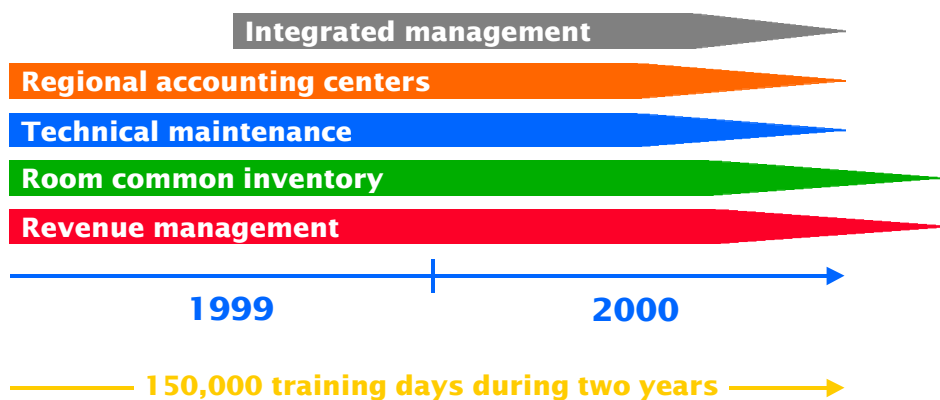 Integrated management
Regional accounting centers
Technical maintenance
Room common inventory
Revenue management
1999 2000
150,000 training days during two years